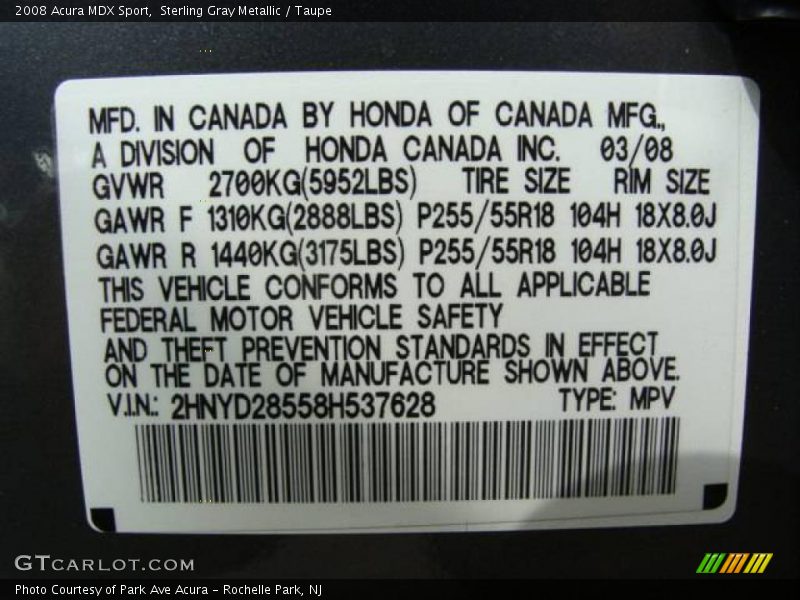 2008 Acura MDX Sport, Sterling Gray Metallic / Taupe
MFD. IN CANADA BY HONDA OF CANADA MFG.,
A DIVISION OF HONDA CANADA INC. 03/08
GVWR 2700KG(5952LBS) TIRE SIZE RIM SIZE
GAWR F 1310KG(2888LBS) P255/55R18 104H 18X8.0J
GAWR R 1440KG(3175LBS) P255/55R18 104H 18X8.0J
THIS VEHICLE CONFORMS TO ALL APPLICABLE
FEDERAL MOTOR VEHICLE SAFETY
AND THEFT PREVENTION STANDARDS IN EFFECT
ON THE DATE OF MANUFACTURE SHOWN ABOVE.
V.I.N.: 2HNYD28558H537628 TYPE: MPV
GTCARLOT.COM
Photo Courtesy of Park Ave Acura - Rochelle Park, NJ